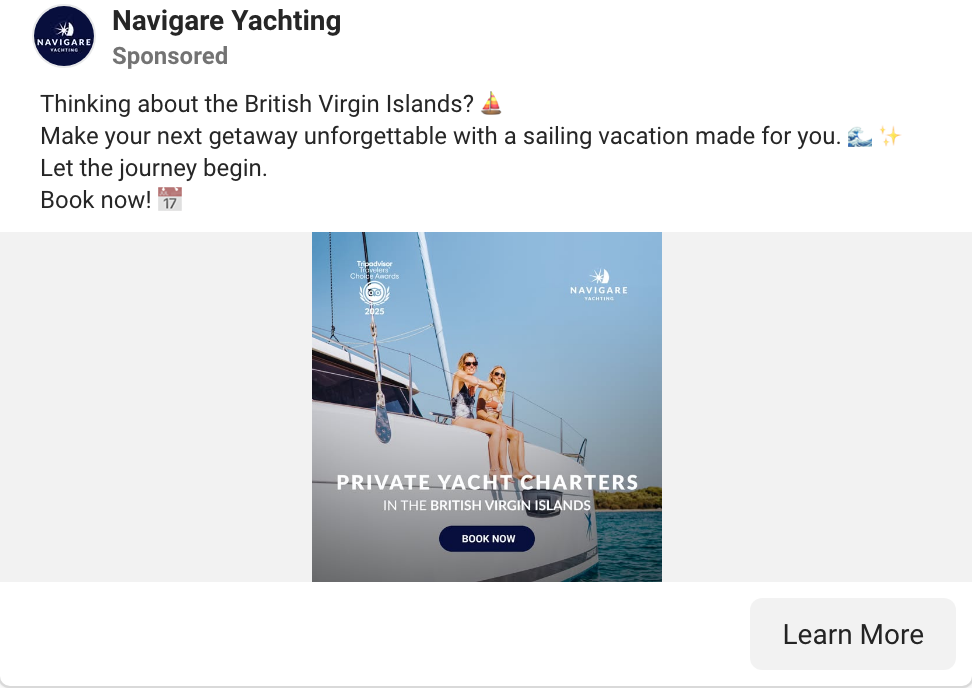 NAVIGARE
YACHTING
Navigare Yachting
Sponsored
Thinking about the British Virgin Islands? ⛵
Make your next getaway unforgettable with a sailing vacation made for you. 🌊 ✨
Let the journey begin.
Book now! 📅
Tripadvisor
Travelers'
Choice Awards
2025
NAVIGARE
YACHTING
PRIVATE YACHT CHARTERS
IN THE BRITISH VIRGIN ISLANDS
BOOK NOW
Learn More